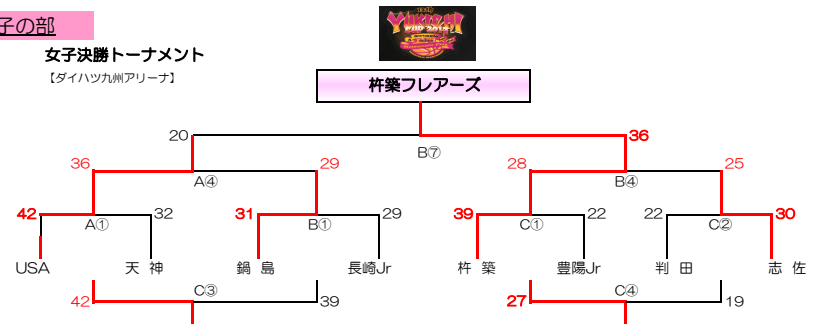 子の部
女子決勝トーナメント
【ダイハツ九州アリーナ】
YUKICHI
CUP 2014
杵築フレアーズ
20 36
B⑦
36 29 28 25
A④ B④
42 32 31 29 39 22 22 30
A① B① C① C②
USA 天神 鍋島 長崎Jr 杵築 豊陽Jr 判田 志佐
C③ C④
42 39 27 19